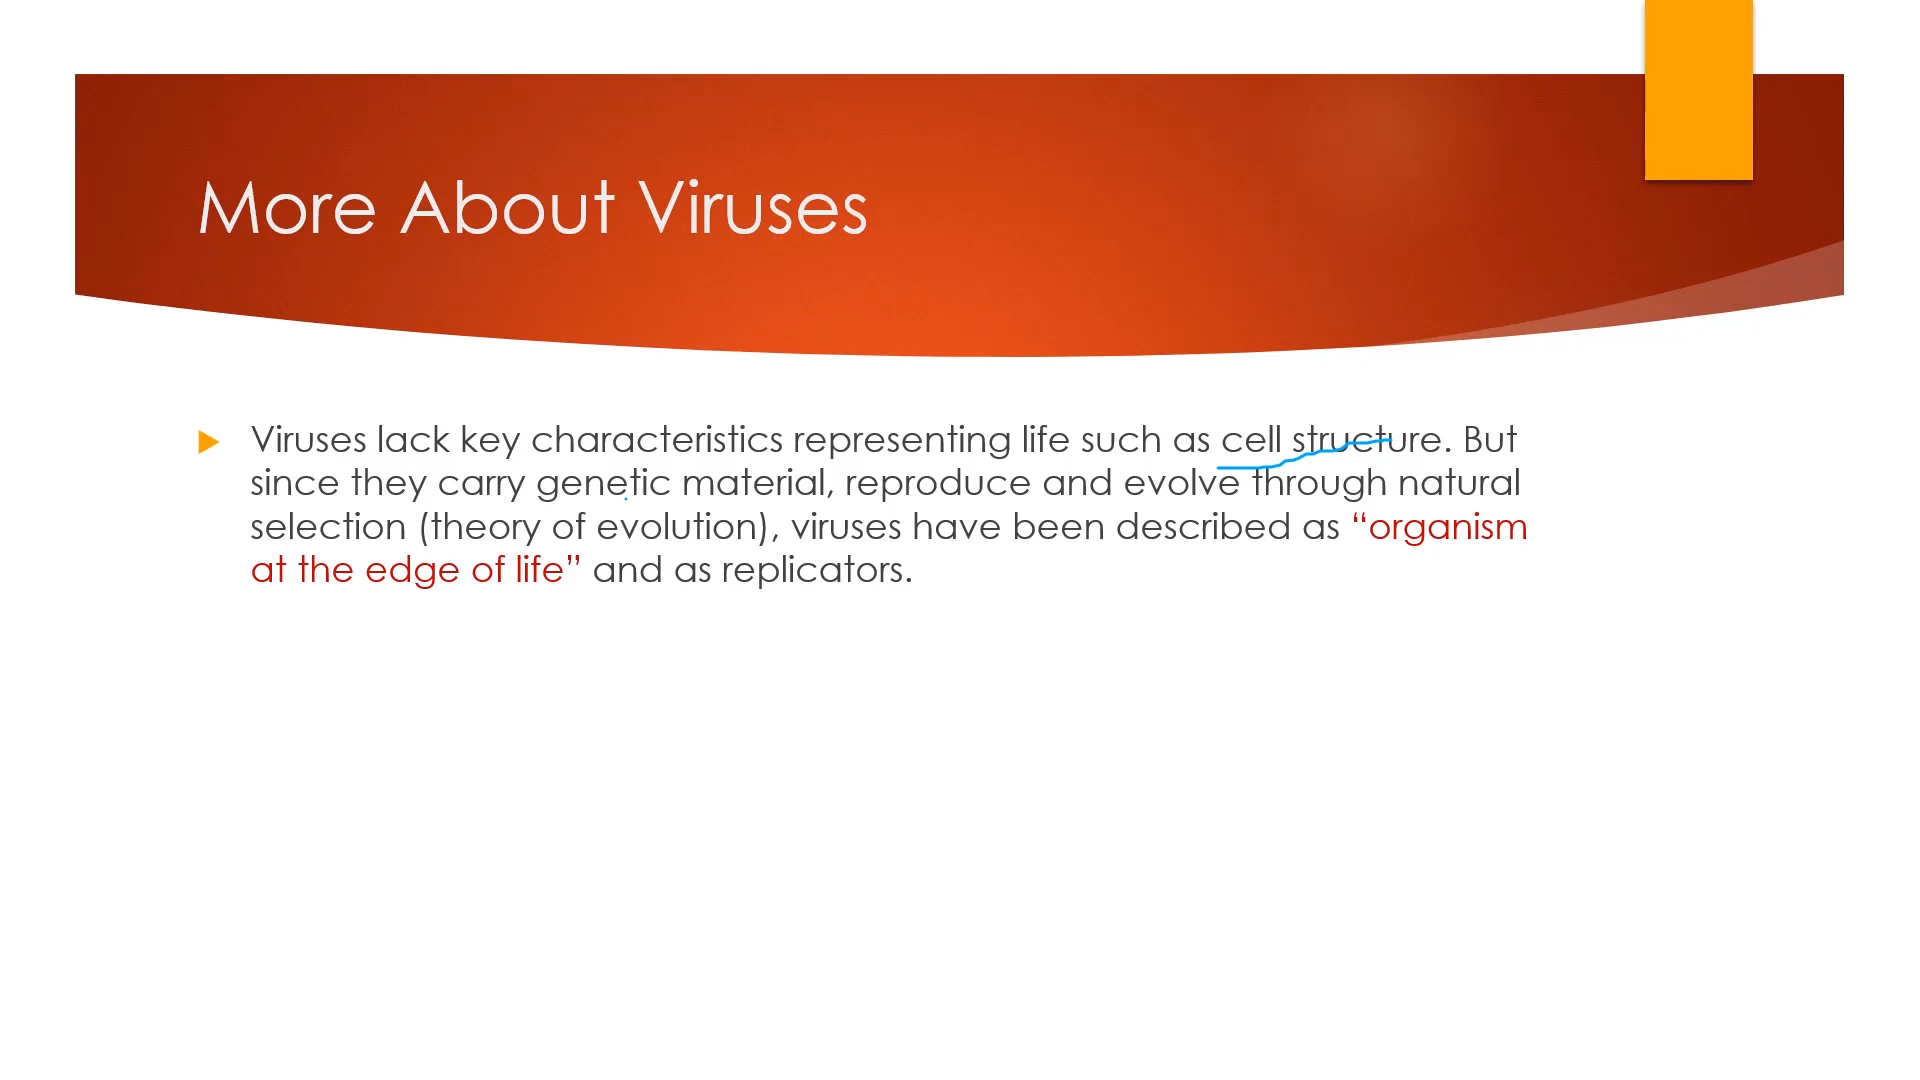 More About Viruses
Viruses lack key characteristics representing life such as cell structure. But
since they carry genetic material, reproduce and evolve through natural
selection (theory of evolution), viruses have been described as “organism
at the edge of life” and as replicators.